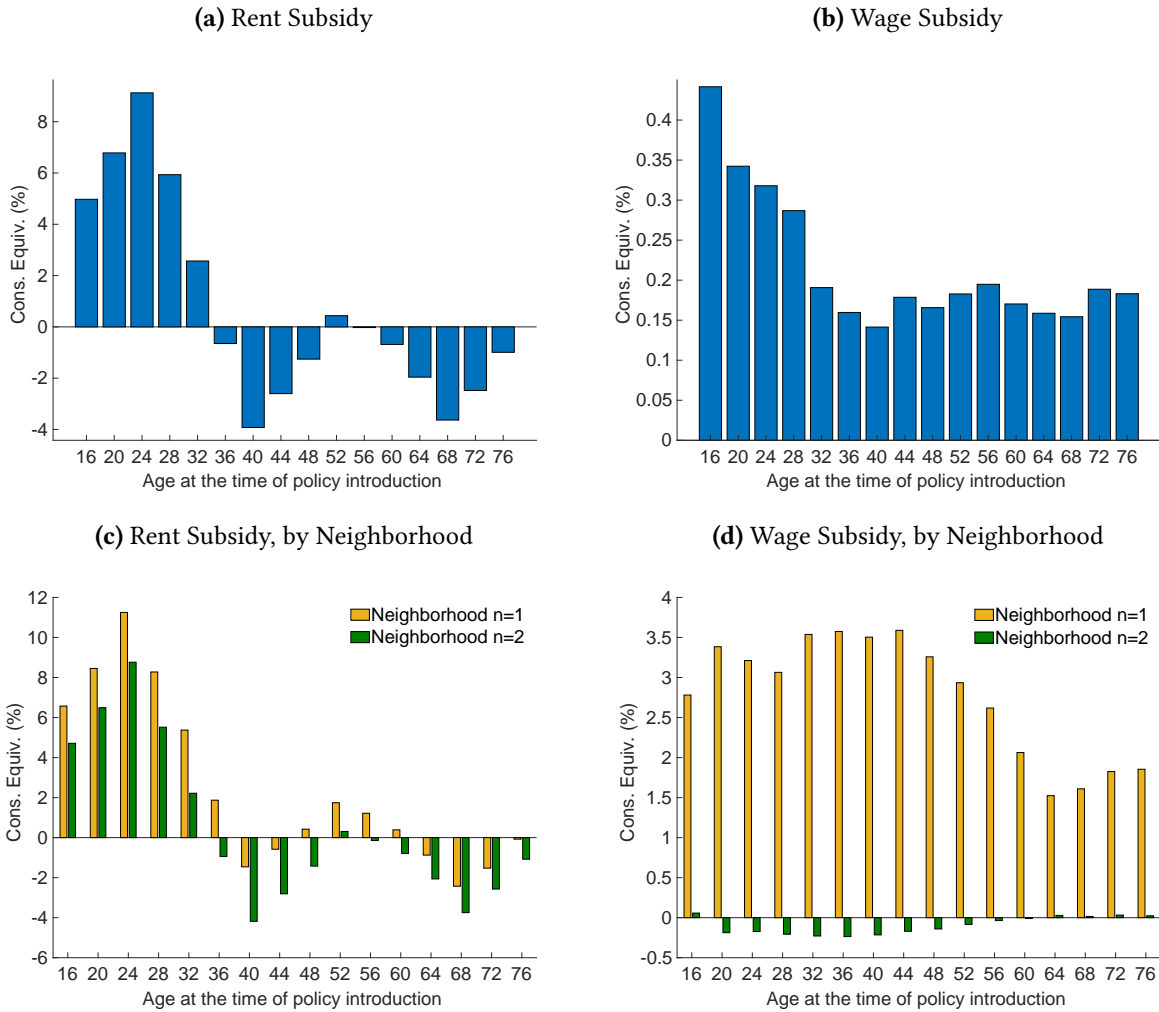 (a) Rent Subsidy
Cons. Equiv. (%)
8
6
4
2
0
-2
-4
16 20 24 28 32 36 40 44 48 52 56 60 64 68 72 76
Age at the time of policy introduction
(b) Wage Subsidy
Cons. Equiv. (%)
0.4
0.35
0.3
0.25
0.2
0.15
0.1
0.05
0
16 20 24 28 32 36 40 44 48 52 56 60 64 68 72 76
Age at the time of policy introduction
(c) Rent Subsidy, by Neighborhood
Cons. Equiv. (%)
12
10
8
6
4
2
0
-2
-4
-6
Neighborhood n=1
Neighborhood n=2
16 20 24 28 32 36 40 44 48 52 56 60 64 68 72 76
Age at the time of policy introduction
(d) Wage Subsidy, by Neighborhood
Cons. Equiv. (%)
4
3.5
3
2.5
2
1.5
1
0.5
0
-0.5
Neighborhood n=1
Neighborhood n=2
16 20 24 28 32 36 40 44 48 52 56 60 64 68 72 76
Age at the time of policy introduction